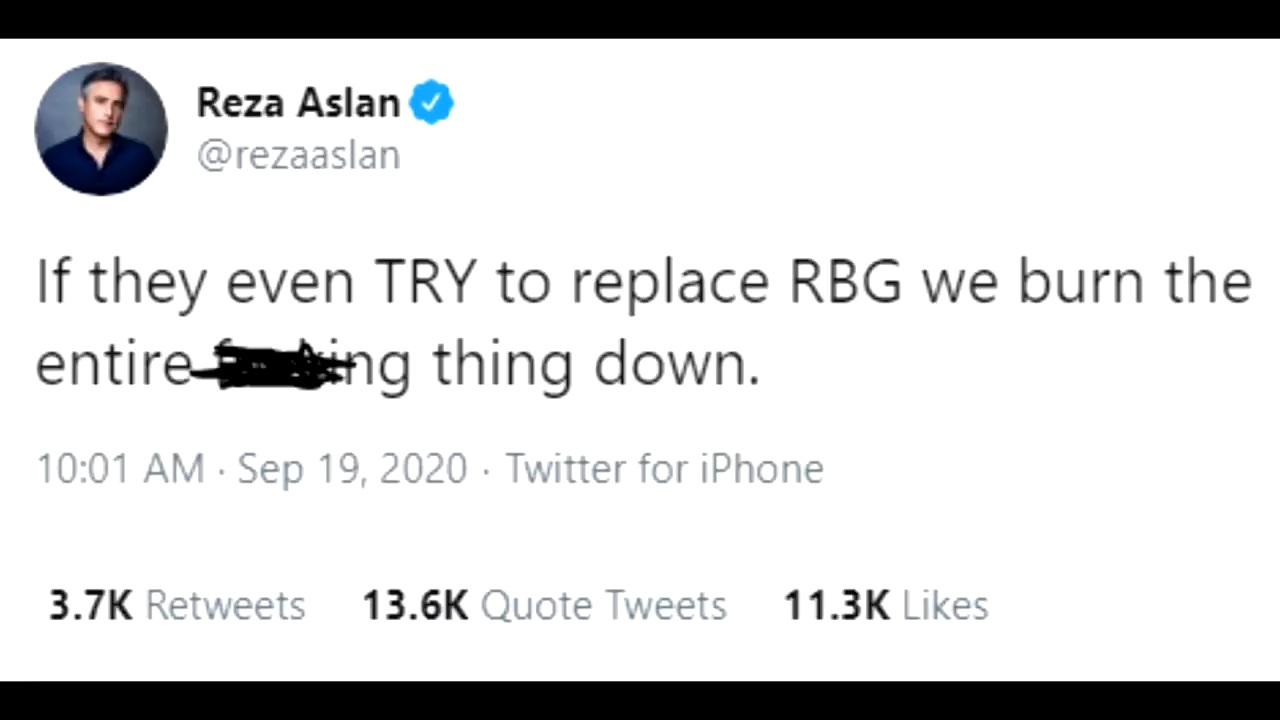 Reza Aslan
@rezaaslan
If they even TRY to replace RBG we burn the
entire ing thing down.
10:01 AM · Sep 19, 2020 · Twitter for iPhone
3.7K Retweets 13.6K Quote Tweets 11.3K Likes